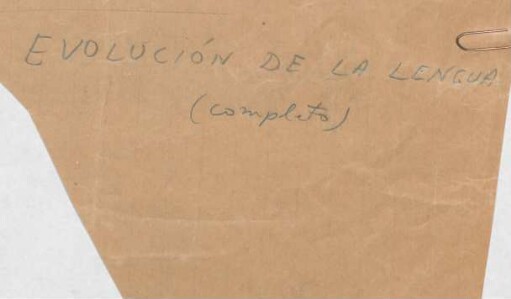 EVOLUCIÓN DE LA LENGUA
(completo)